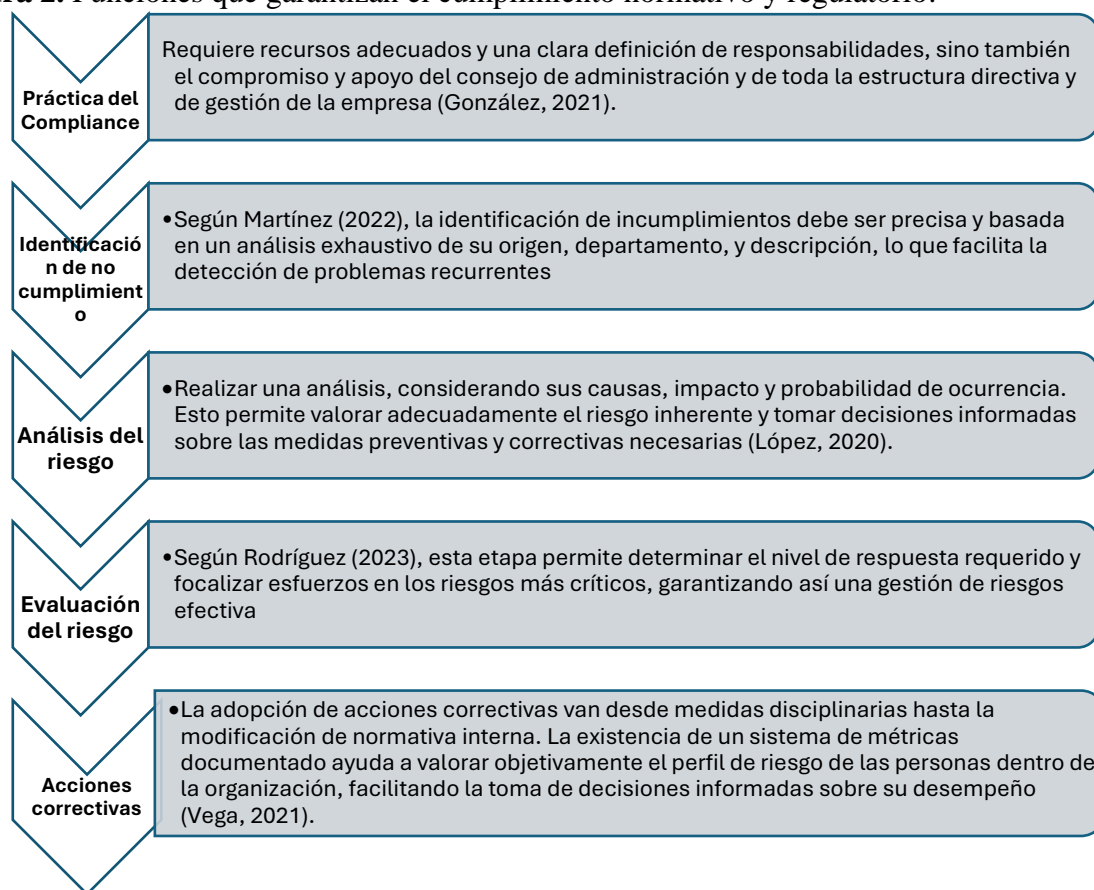 ra 2. Funciones que garantizan el cumplimiento normativo y regulatorio.
Práctica del
Compliance
Requiere recursos adecuados y una clara definición de responsabilidades, sino también
el compromiso y apoyo del consejo de administración y de toda la estructura directiva y
de gestión de la empresa (González, 2021).
Identificació
n de no
cumplimient
o
•Según Martínez (2022), la identificación de incumplimientos debe ser precisa y basada
en un análisis exhaustivo de su origen, departamento, y descripción, lo que facilita la
detección de problemas recurrentes
Análisis del
riesgo
•Realizar una análisis, considerando sus causas, impacto y probabilidad de ocurrencia.
Esto permite valorar adecuadamente el riesgo inherente y tomar decisiones informadas
sobre las medidas preventivas y correctivas necesarias (López, 2020).
Evaluación
del riesgo
•Según Rodríguez (2023), esta etapa permite determinar el nivel de respuesta requerido y
focalizar esfuerzos en los riesgos más críticos, garantizando así una gestión de riesgos
efectiva
Acciones
correctivas
•La adopción de acciones correctivas van desde medidas disciplinarias hasta la
modificación de normativa interna. La existencia de un sistema de métricas
documentado ayuda a valorar objetivamente el perfil de riesgo de las personas dentro de
la organización, facilitando la toma de decisiones informadas sobre su desempeño
(Vega, 2021).